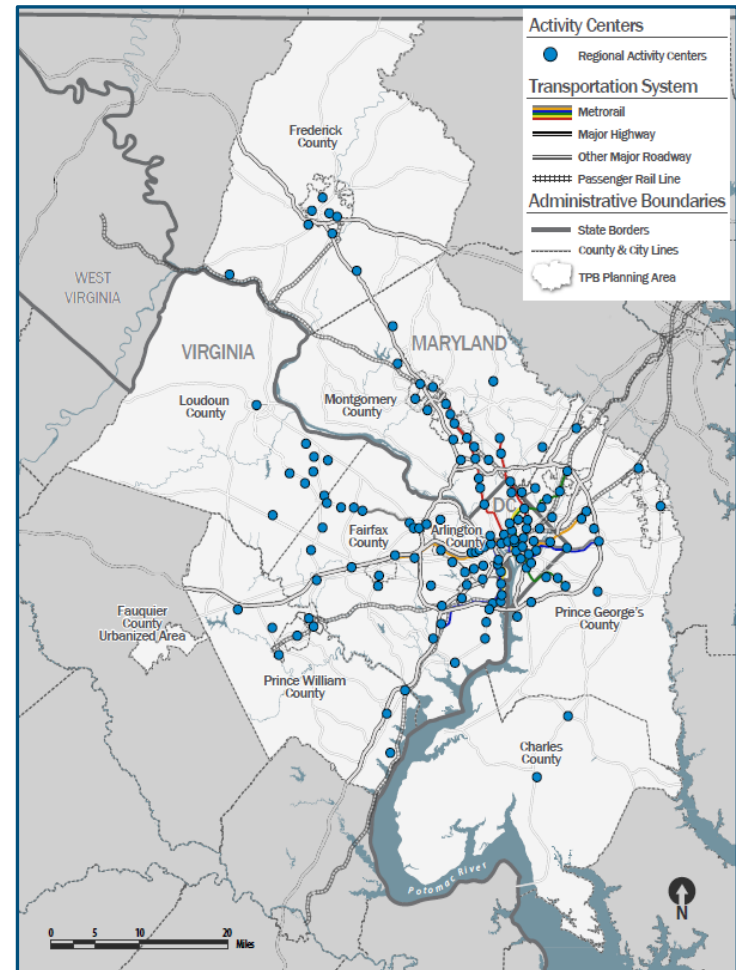 Activity Centers
Regional Activity Centers
Transportation System
Metrorail
Major Highway
Other Major Roadway
Passenger Rail Line
Administrative Boundaries
State Borders
County & City Lines
TPB Planning Area
Frederick
County
WEST
VIRGINIA
VIRGINIA
MARYLAND
Loudoun
County
Montgomery
County
DC
Fairfax
County
Arlington
County
Fauquier
County
Urbanized Area
Prince George's
County
Prince William
County
Charles
County
Potomac River
N
0 5 10 20
Miles